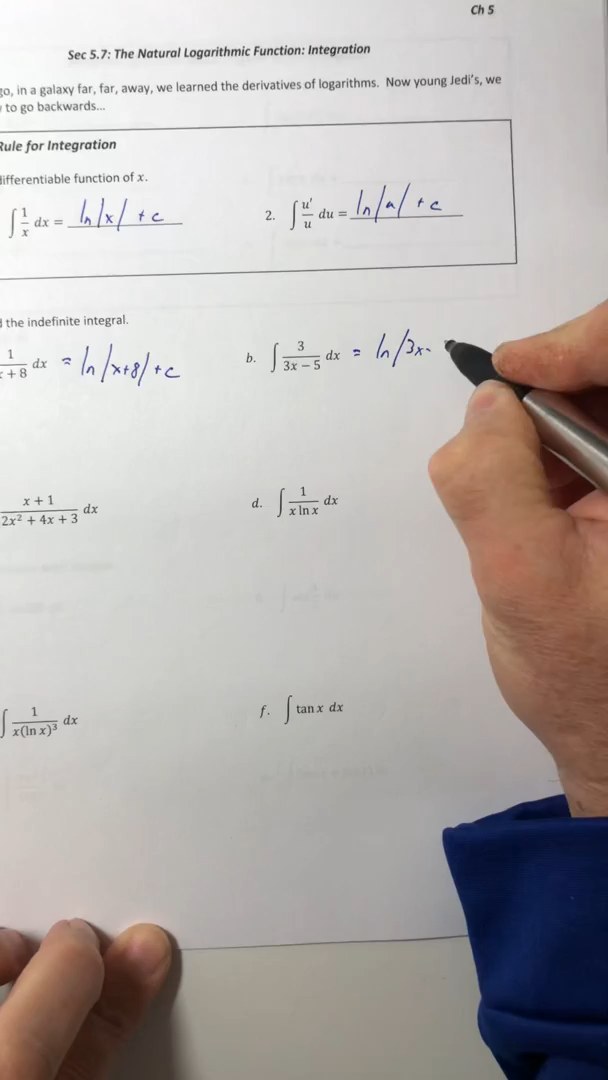 Ch 5
Sec 5.7: The Natural Logarithmic Function: Integration
go, in a galaxy far, far, away, we learned the derivatives of logarithms. Now young Jedi's, we
to go backwards...
Rule for Integration
differentiable function of x.
∫ 1/x dx = ln|x| + c
2. ∫ u'/u du = ln|u| + c
the indefinite integral.
1/x + 8 dx = ln|x+8| + c
b. ∫ 3/(3x − 5) dx = ln|3x-
x + 1/(2x² + 4x + 3) dx
d. ∫ 1/(x ln x) dx
∫ 1/(x(ln x)³) dx
f. ∫ tan x dx